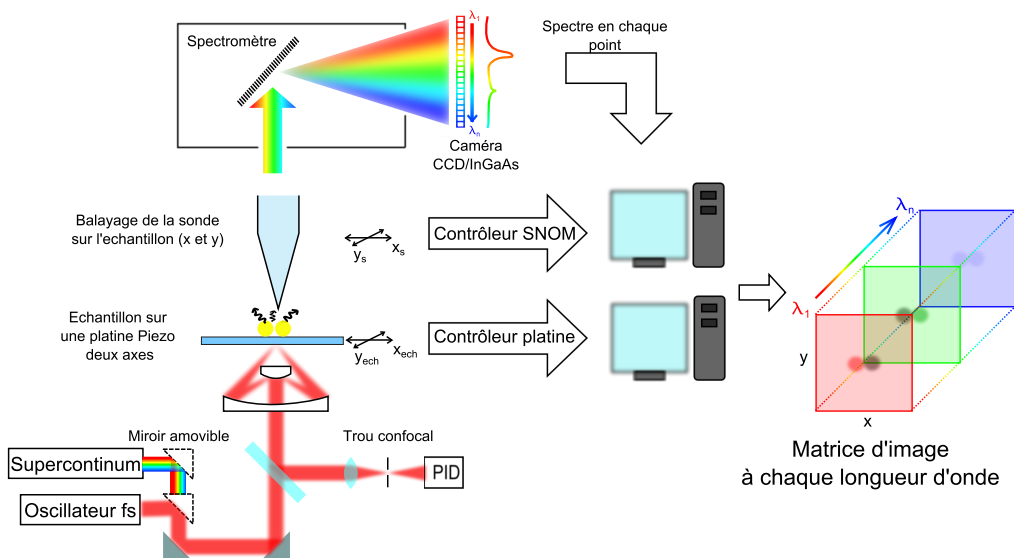 Spectromètre
λ1
λn
Caméra
CCD/InGaAs
Spectre en chaque
point
Balayage de la sonde
sur l'echantillon (x et y)
ys
xs
Contrôleur SNOM
Echantillon sur
une platine Piezo
deux axes
yech
xech
Contrôleur platine
λn
λ1
y
x
Matrice d'image
à chaque longueur d'onde
Miroir amovible
Trou confocal
Supercontinum
PID
Oscillateur fs